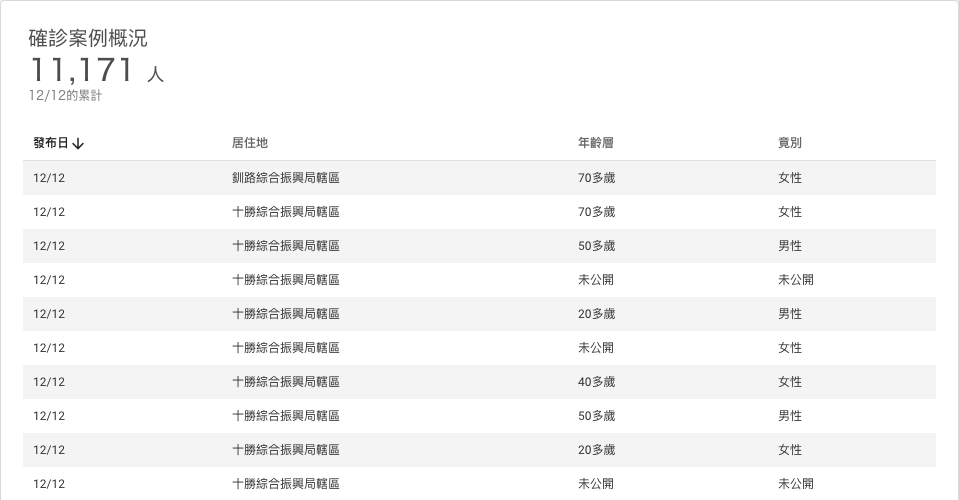 確診案例概況
11,171 人
12/12的累計
發布日↓ 居住地 年齡層 竟別
12/12 釧路綜合振興局轄區 70多歲 女性
12/12 十勝綜合振興局轄區 70多歲 女性
12/12 十勝綜合振興局轄區 50多歲 男性
12/12 十勝綜合振興局轄區 未公開 未公開
12/12 十勝綜合振興局轄區 20多歲 男性
12/12 十勝綜合振興局轄區 未公開 女性
12/12 十勝綜合振興局轄區 40多歲 女性
12/12 十勝綜合振興局轄區 50多歲 男性
12/12 十勝綜合振興局轄區 20多歲 女性
12/12 十勝綜合振興局轄區 未公開 未公開